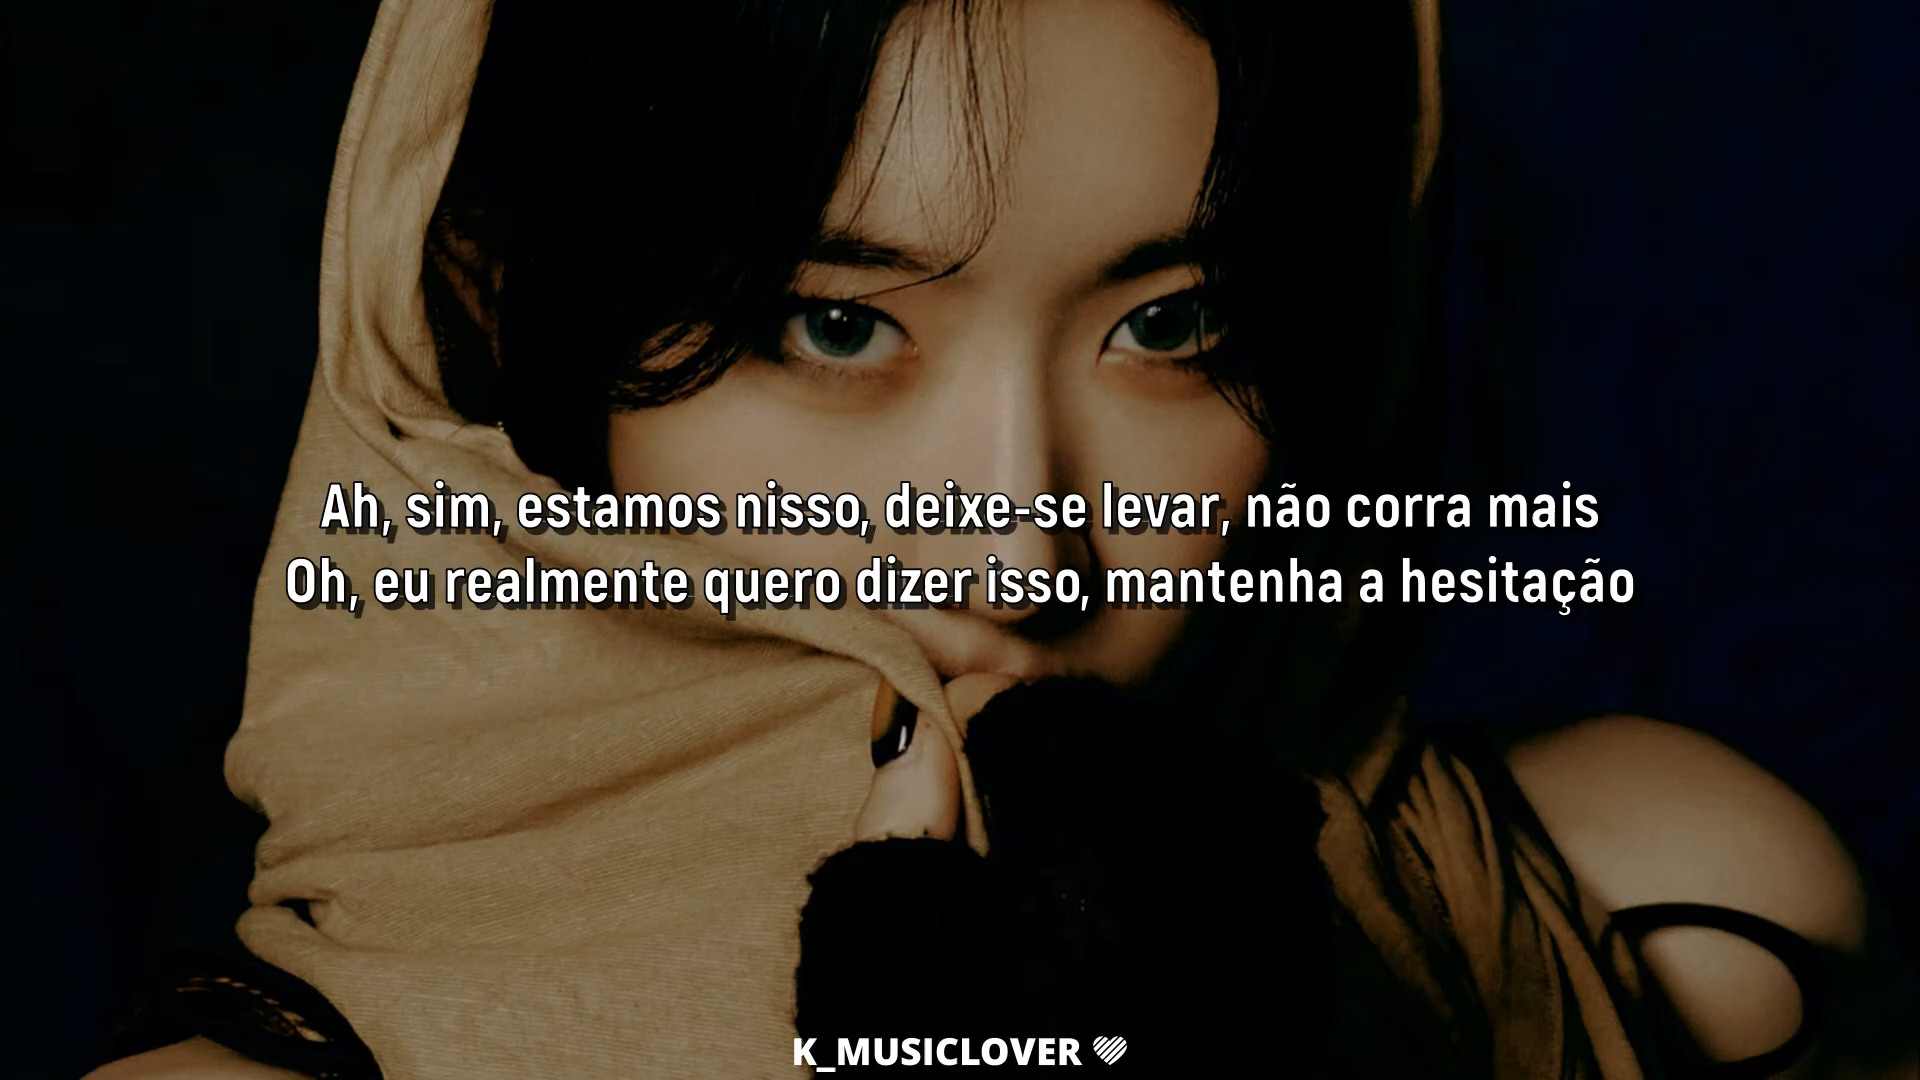 Ah, sim, estamos nisso, deixe-se levar, não corra mais
Oh, eu realmente quero dizer isso, mantenha a hesitação
K_MUSICLOVER